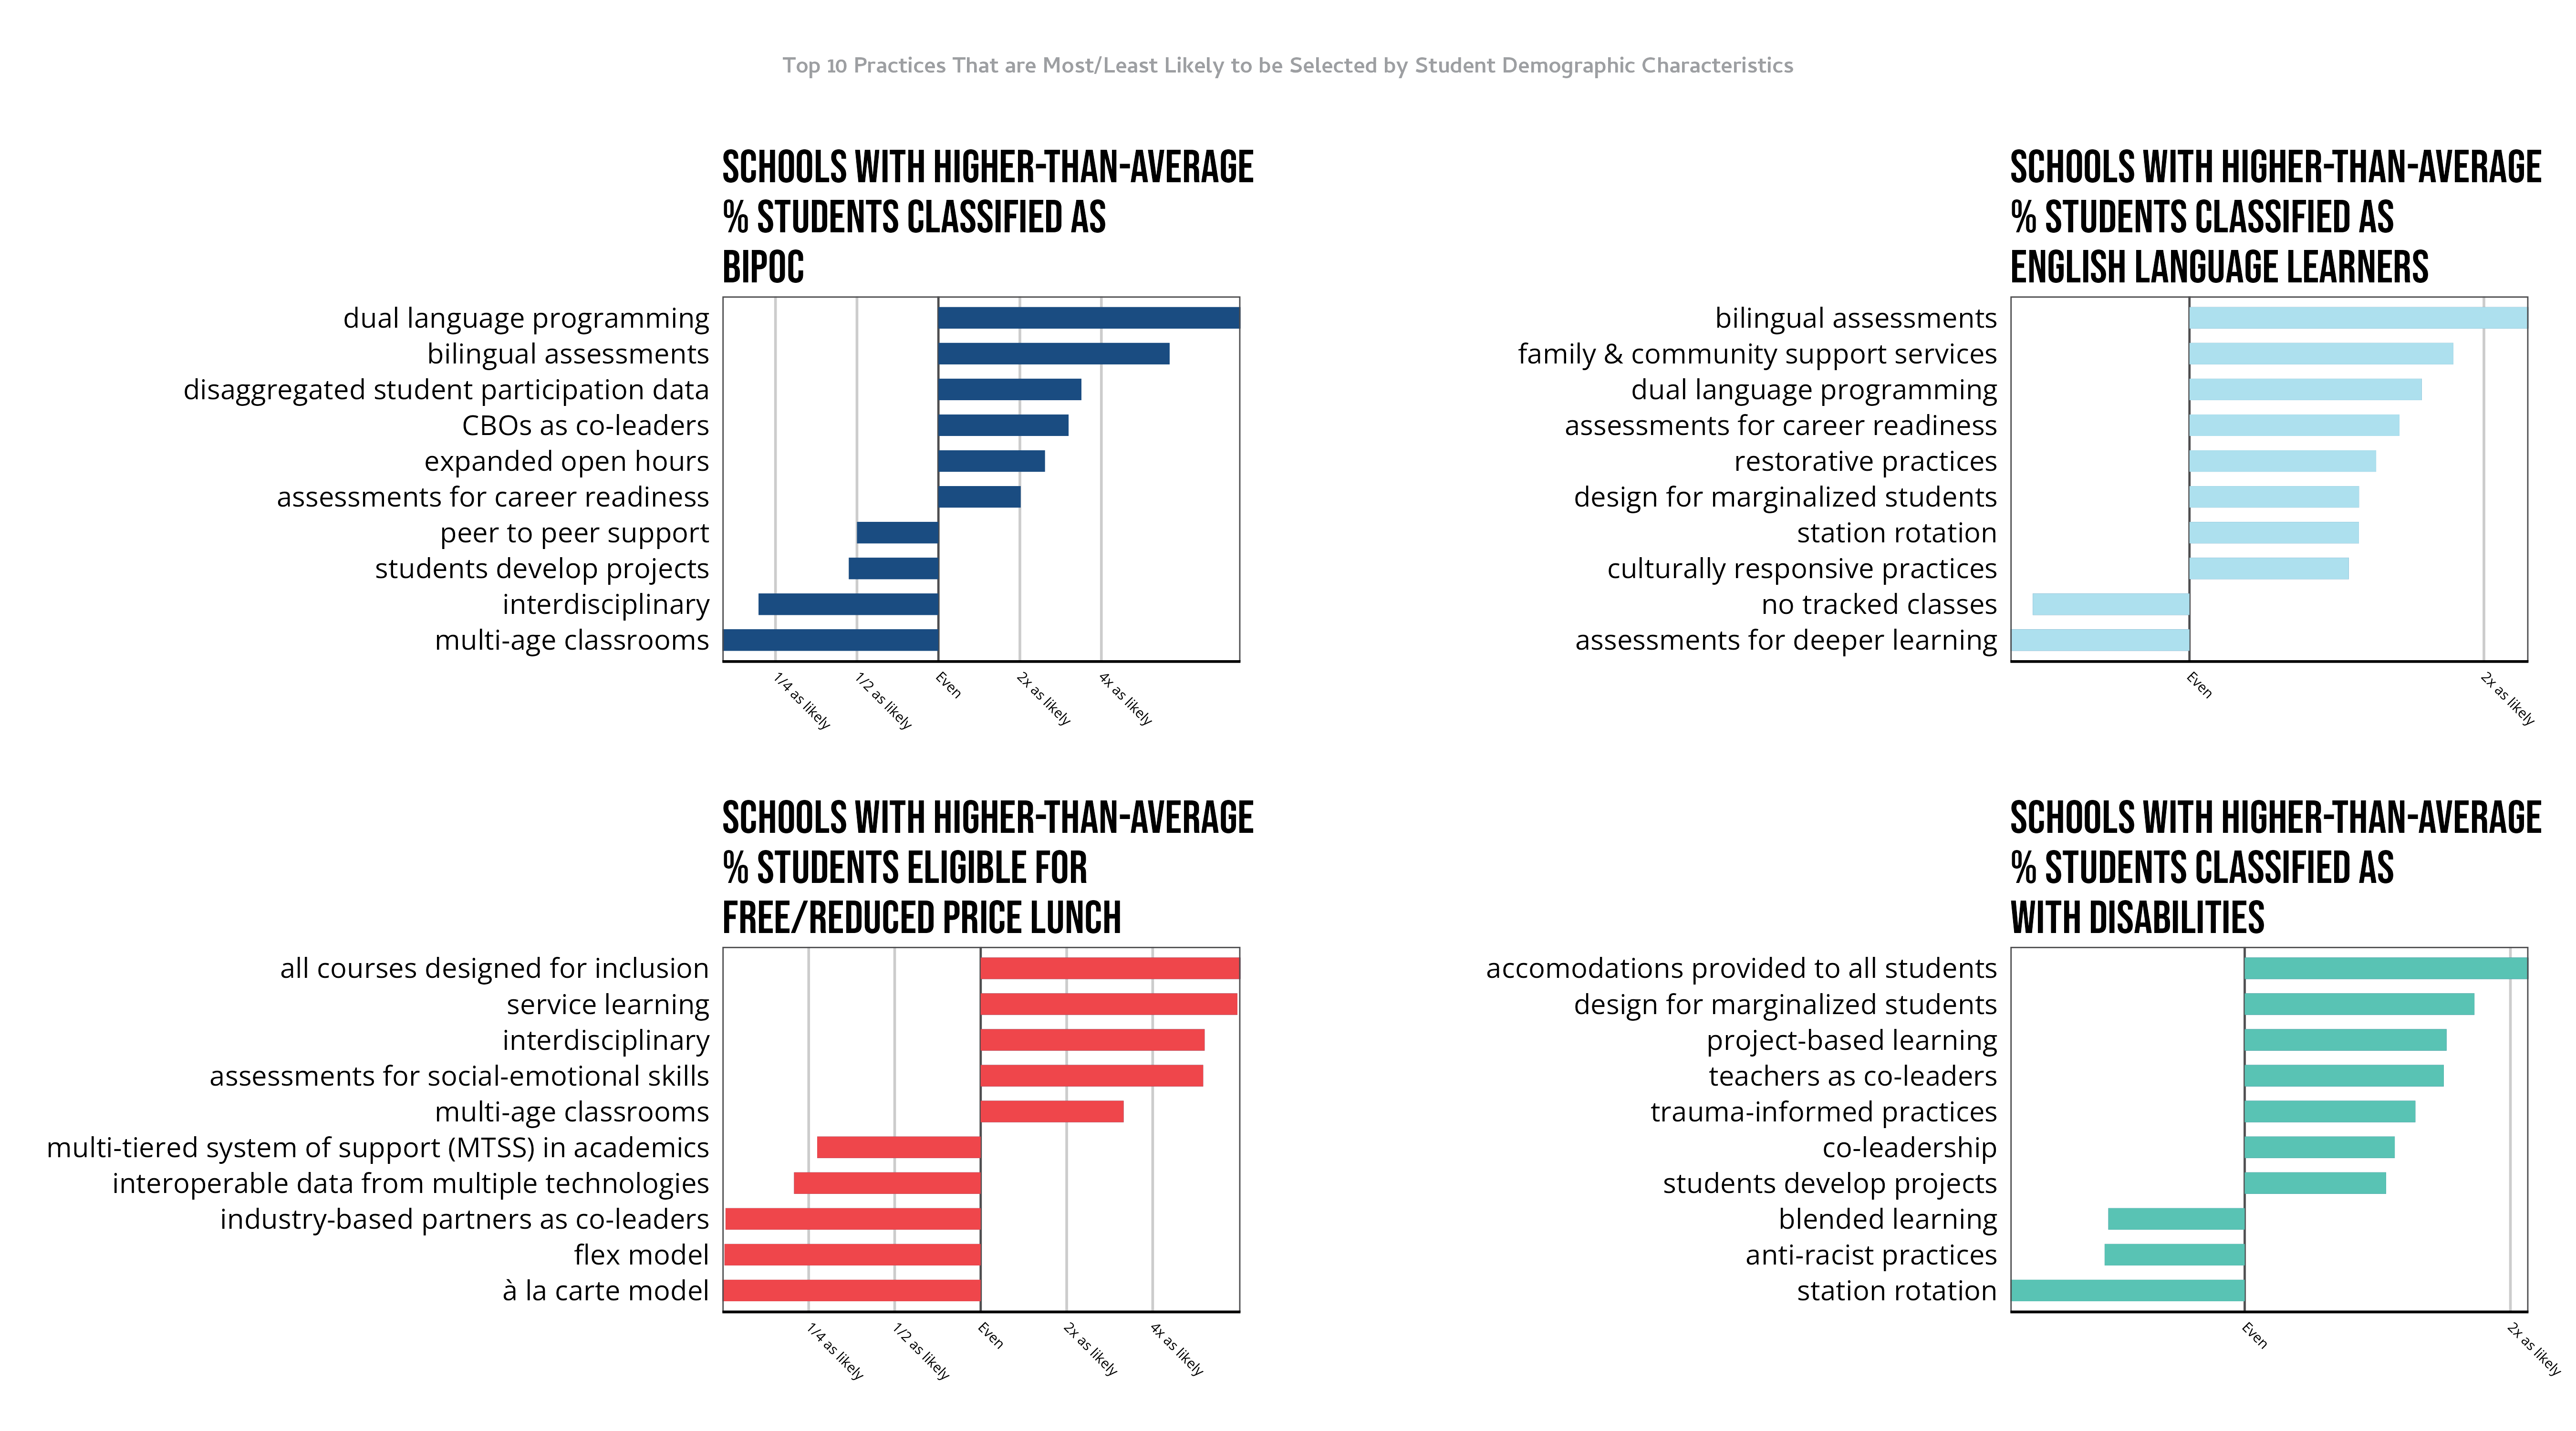 Top 10 Practices That are Most/Least Likely to be Selected by Student Demographic Characteristics
SCHOOLS WITH HIGHER-THAN-AVERAGE
% STUDENTS CLASSIFIED AS
BIPOC
dual language programming
bilingual assessments
disaggregated student participation data
CBOs as co-leaders
expanded open hours
assessments for career readiness
peer to peer support
students develop projects
interdisciplinary
multi-age classrooms
1/4 as likely
1/2 as likely
Even
2x as likely
4x as likely
SCHOOLS WITH HIGHER-THAN-AVERAGE
% STUDENTS CLASSIFIED AS
ENGLISH LANGUAGE LEARNERS
bilingual assessments
family & community support services
dual language programming
assessments for career readiness
restorative practices
design for marginalized students
station rotation
culturally responsive practices
no tracked classes
assessments for deeper learning
Even
2x as likely
SCHOOLS WITH HIGHER-THAN-AVERAGE
% STUDENTS ELIGIBLE FOR
FREE/REDUCED PRICE LUNCH
all courses designed for inclusion
service learning
interdisciplinary
assessments for social-emotional skills
multi-age classrooms
multi-tiered system of support (MTSS) in academics
interoperable data from multiple technologies
industry-based partners as co-leaders
flex model
à la carte model
1/4 as likely
1/2 as likely
Even
2x as likely
4x as likely
SCHOOLS WITH HIGHER-THAN-AVERAGE
% STUDENTS CLASSIFIED AS
WITH DISABILITIES
accomodations provided to all students
design for marginalized students
project-based learning
teachers as co-leaders
trauma-informed practices
co-leadership
students develop projects
blended learning
anti-racist practices
station rotation
Even
2x as likely